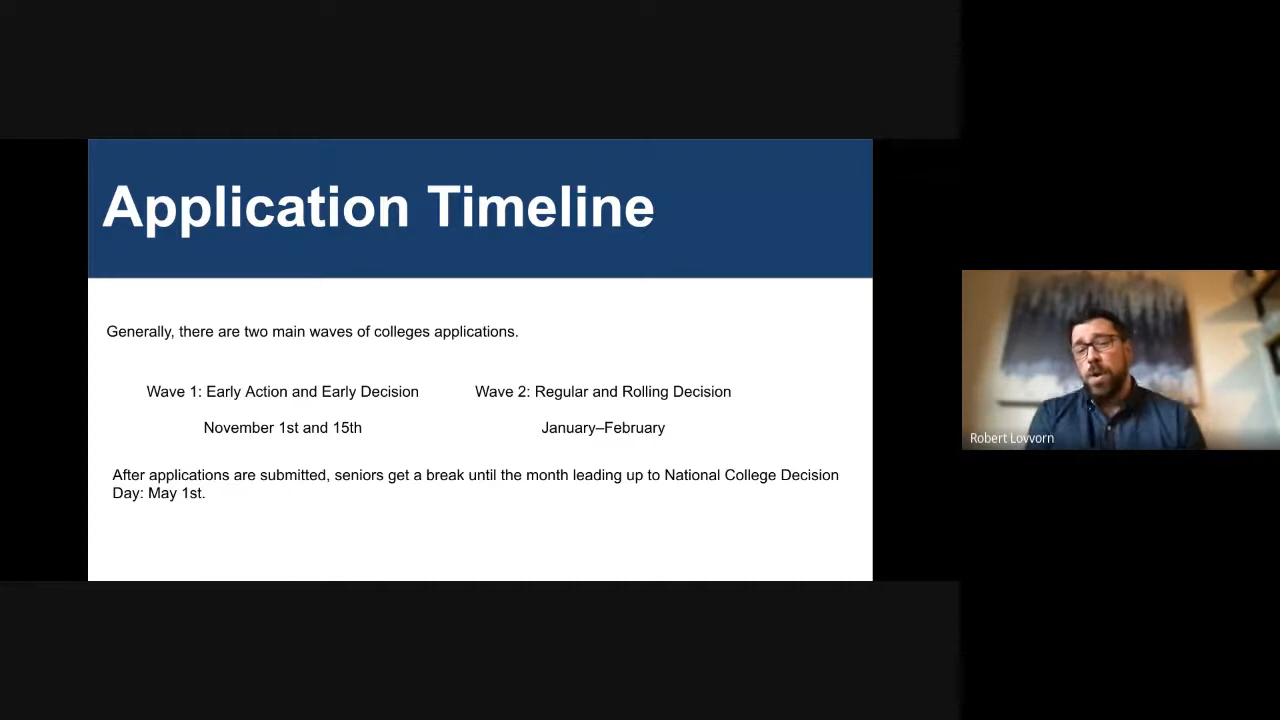 Application Timeline
Generally, there are two main waves of colleges applications.
Wave 1: Early Action and Early Decision
November 1st and 15th
Wave 2: Regular and Rolling Decision
January–February
After applications are submitted, seniors get a break until the month leading up to National College Decision
Day: May 1st.
Robert Lovvorn